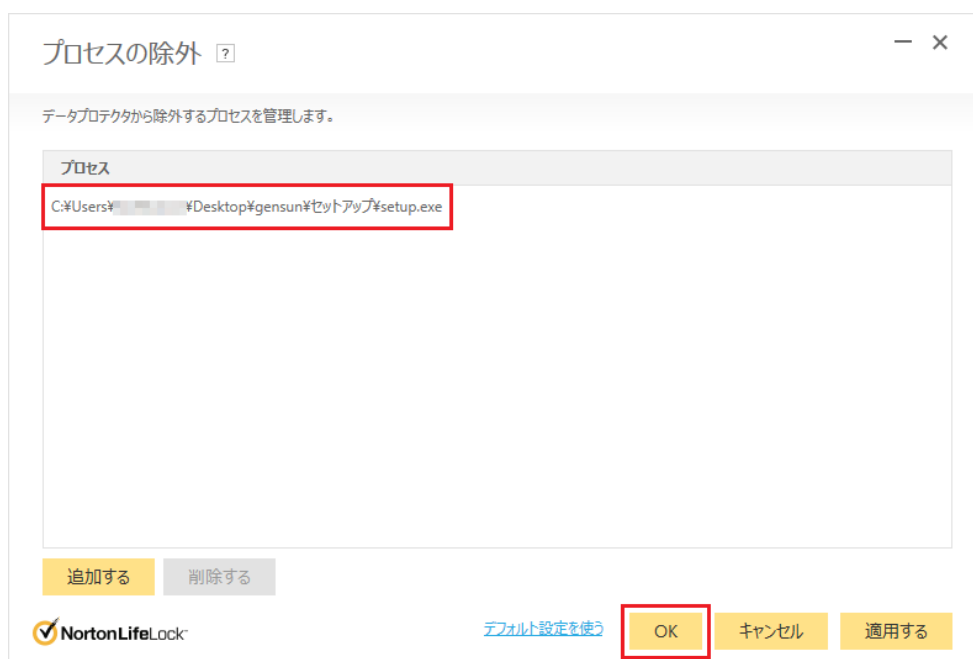 プロセスの除外 ?
データプロテクタから除外するプロセスを管理します。
プロセス
C:¥Users¥ ¥Desktop¥gensun¥セットアップ¥setup.exe
追加する 削除する
NortonLifeLock デフォルト設定を使う OK キャンセル 適用する